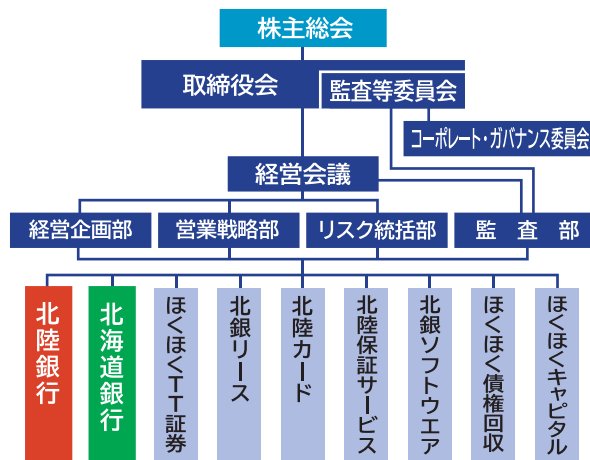 株主総会
取締役会
監査等委員会
コーポレート・ガバナンス委員会
経営会議
経営企画部
営業戦略部
リスク統括部
監査部
北陸銀行
北海道銀行
ほくほくTT証券
北銀リース
北陸カード
北陸保証サービス
北銀ソフトウエア
ほくほく債権回収
ほくほくキャピタル